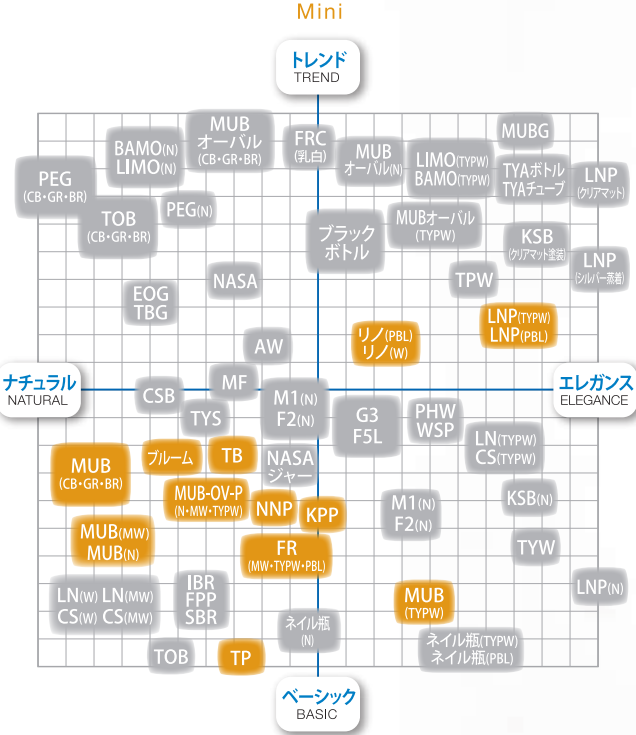 Mini
トレンド
TREND
MUBG
MUB
オーバル
(CB・GR・BR)
FRC
(乳白)
BAMO(N)
LIMO(N)
MUB
オーバル(N)
LIMO(TYPW)
BAMO(TYPW)
TYAボトル
TYAチューブ
LNP
(クリアマット)
PEG
(CB・GR・BR)
PEG(N)
TOB
(CB・GR・BR)
ブラック
ボトル
MUBオーバル
(TYPW)
KSB
(クリアマット塗装)
LNP
(シルバー蒸着)
NASA
TPW
EOG
TBG
LNP(TYPW)
LNP(PBL)
リノ(PBL)
リノ(W)
AW
ナチュラル
NATURAL
エレガンス
ELEGANCE
MF
CSB
M1(N)
F2(N)
TYS
G3
F5L
PHW
WSP
LN(TYPW)
CS(TYPW)
MUB
(CB・GR・BR)
ブルーム
TB
NASA
ジャー
MUB-OV-P
(N・MW・TYPW)
NNP
KPP
M1(N)
F2(N)
KSB(N)
MUB(MW)
MUB(N)
FR
(MW・TYPW・PBL)
TYW
LNP(N)
LN(W) LN(MW)
CS(W) CS(MW)
IBR
FPP
SBR
MUB
(TYPW)
ネイル瓶
(N)
ネイル瓶(TYPW)
ネイル瓶(PBL)
TOB
TP
ベーシック
BASIC